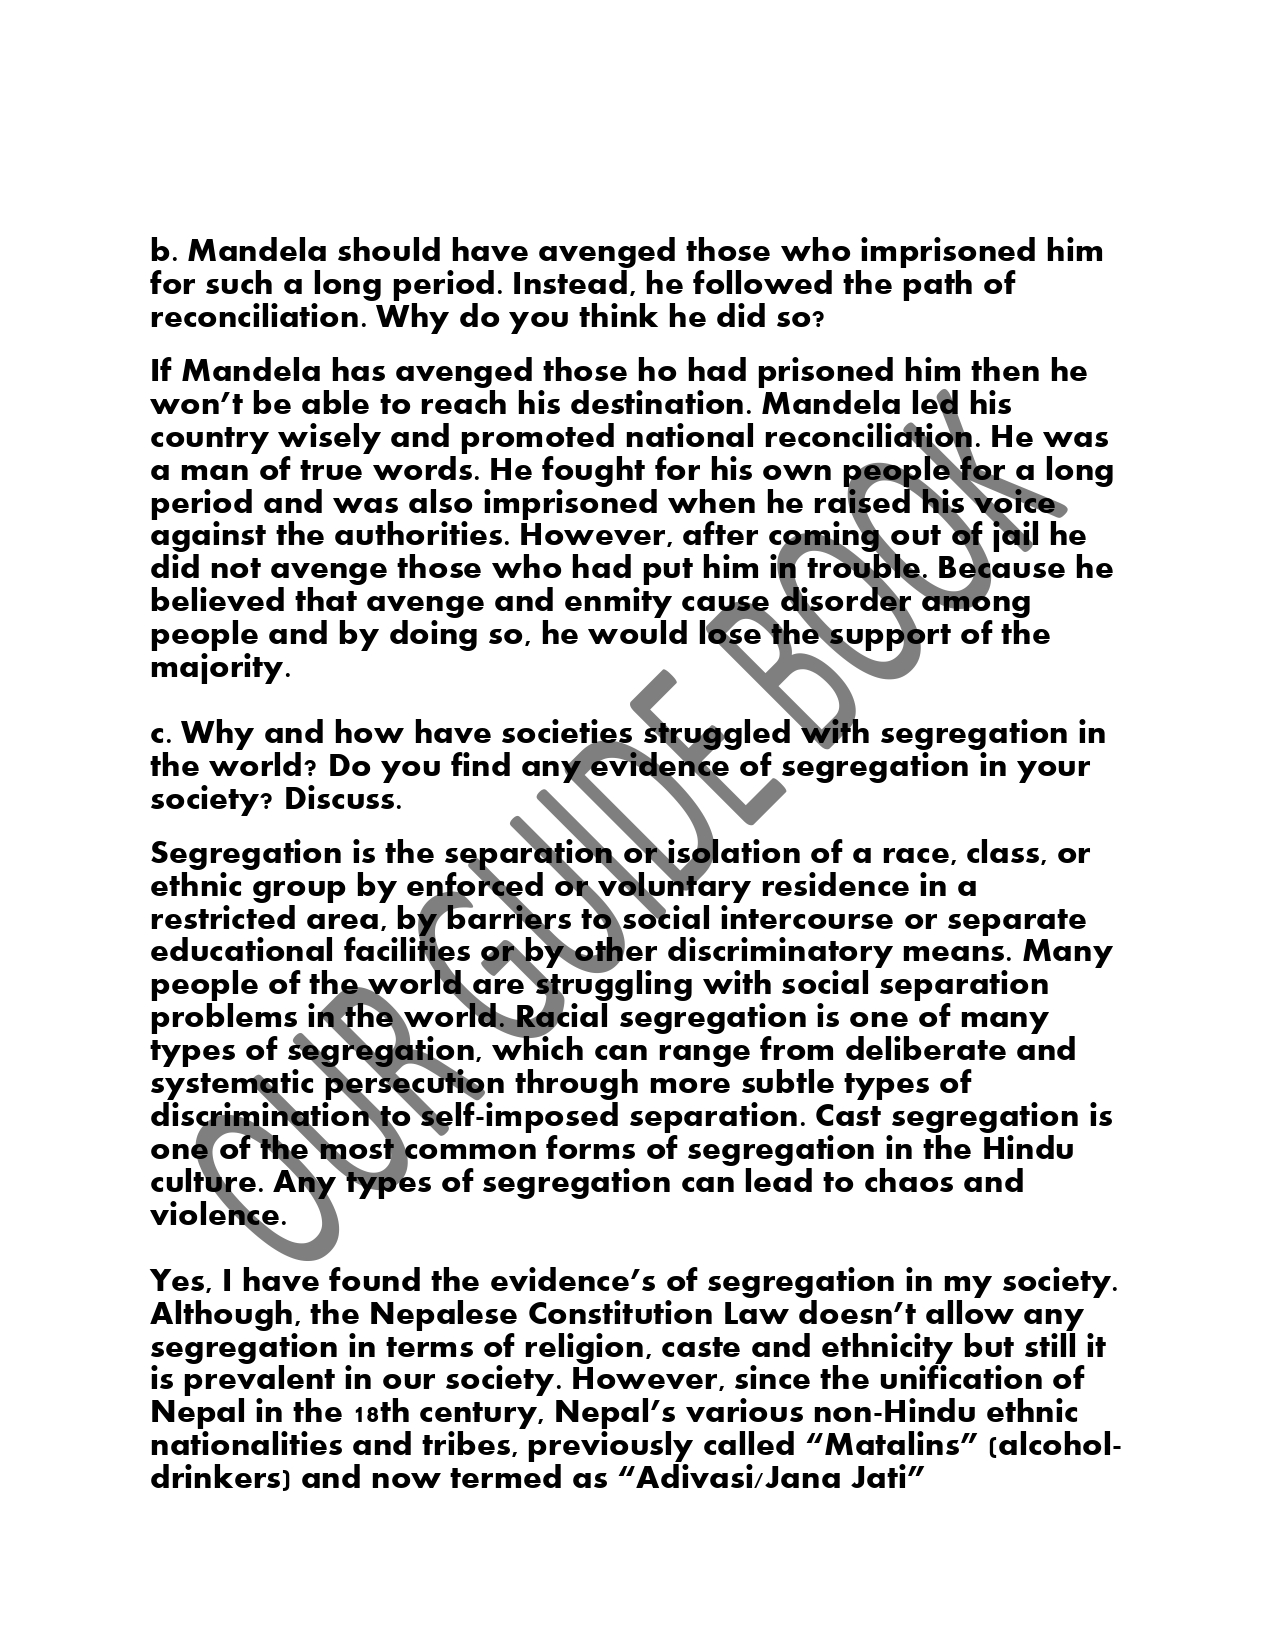 b. Mandela should have avenged those who imprisoned him
for such a long period. Instead, he followed the path of
reconciliation. Why do you think he did so?
If Mandela has avenged those ho had prisoned him then he
won’t be able to reach his destination. Mandela led his
country wisely and promoted national reconciliation. He was
a man of true words. He fought for his own people for a long
period and was also imprisoned when he raised his voice
against the authorities. However, after coming out of jail he
did not avenge those who had put him in trouble. Because he
believed that avenge and enmity cause disorder among
people and by doing so, he would lose the support of the
majority.
c. Why and how have societies struggled with segregation in
the world? Do you find any evidence of segregation in your
society? Discuss.
Segregation is the separation or isolation of a race, class, or
ethnic group by enforced or voluntary residence in a
restricted area, by barriers to social intercourse or separate
educational facilities or by other discriminatory means. Many
people of the world are struggling with social separation
problems in the world. Racial segregation is one of many
types of segregation, which can range from deliberate and
systematic persecution through more subtle types of
discrimination to self-imposed separation. Cast segregation is
one of the most common forms of segregation in the Hindu
culture. Any types of segregation can lead to chaos and
violence.
Yes, I have found the evidence’s of segregation in my society.
Although, the Nepalese Constitution Law doesn’t allow any
segregation in terms of religion, caste and ethnicity but still it
is prevalent in our society. However, since the unification of
Nepal in the 18th century, Nepal’s various non-Hindu ethnic
nationalities and tribes, previously called “Matalins” (alcohol-
drinkers) and now termed as “Adivasi/Jana Jati”
OUR GUIDE BOOK